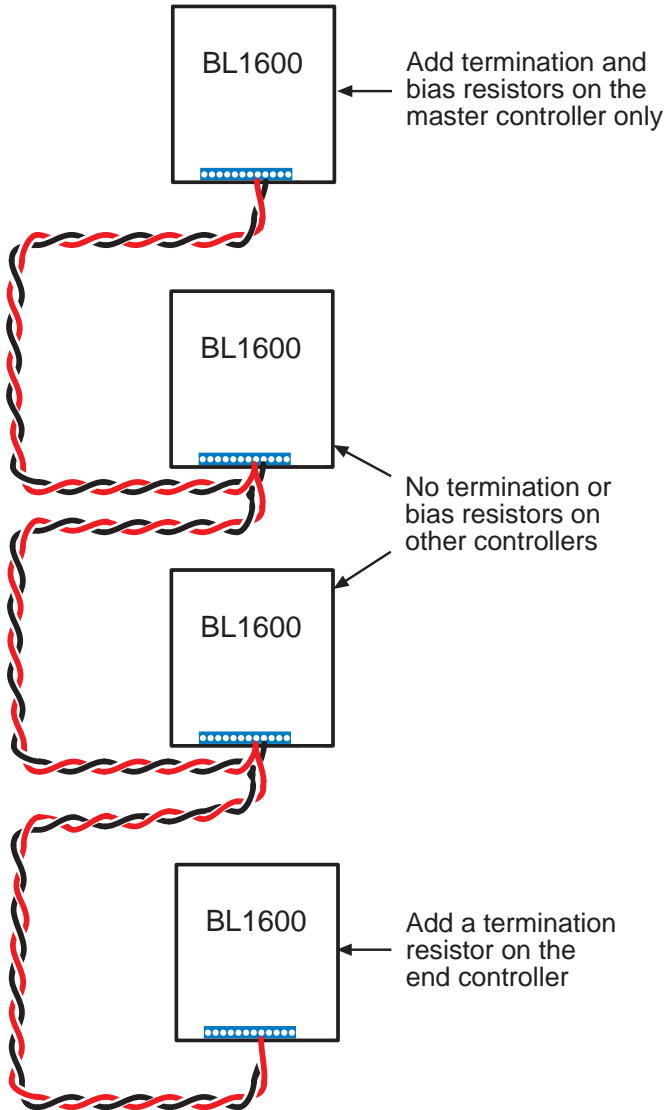 BL1600
Add termination and
bias resistors on the
master controller only
BL1600
No termination or
bias resistors on
other controllers
BL1600
BL1600
Add a termination
resistor on the
end controller